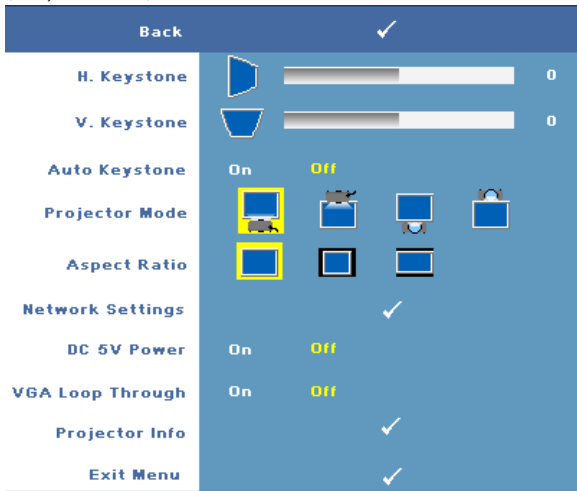 Back
H. Keystone 0
V. Keystone 0
Auto Keystone On Off
Projector Mode
Aspect Ratio
Network Settings
DC 5V Power On Off
VGA Loop Through On Off
Projector Info
Exit Menu